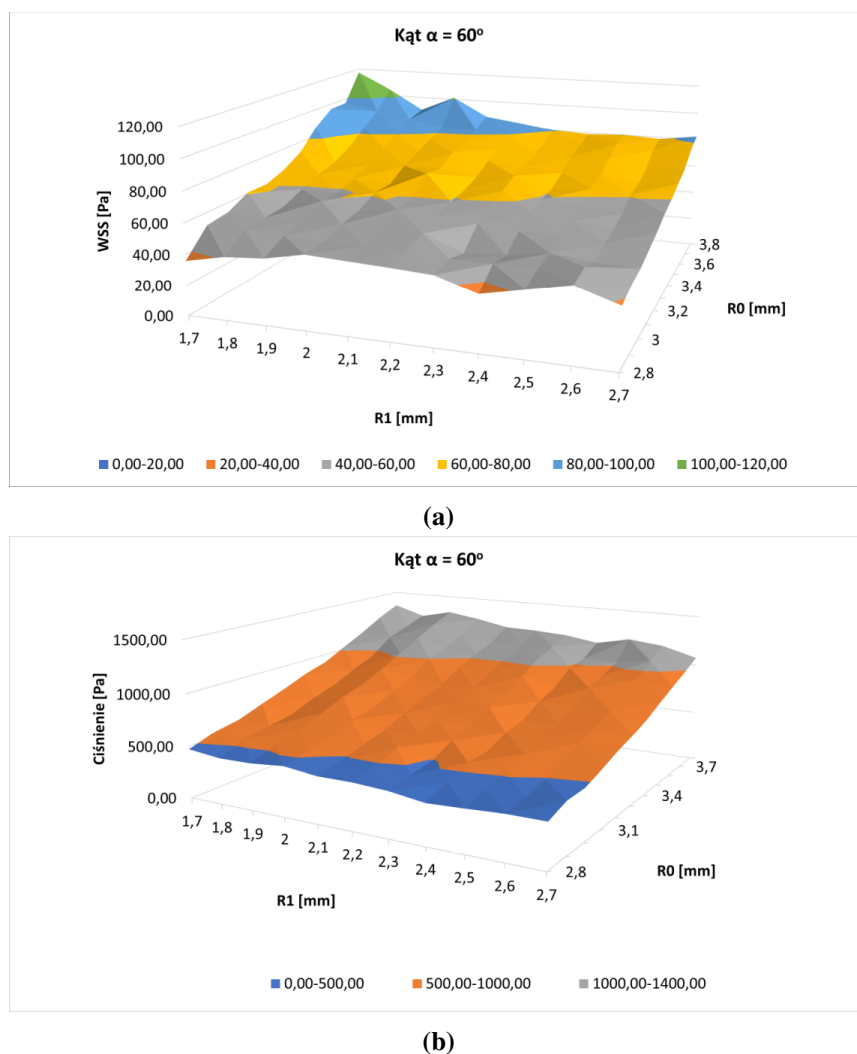 Kąt α = 60º
120,00
100,00
80,00
60,00
40,00
20,00
0,00
WSS [Pa]
1,7 1,8 1,9 2 2,1 2,2 2,3 2,4 2,5 2,6 2,7
R1 [mm]
3,8
3,6
3,4
3,2
3
2,8
R0 [mm]
0,00-20,00 20,00-40,00 40,00-60,00 60,00-80,00 80,00-100,00 100,00-120,00
(a)
Kąt α = 60º
1500,00
1000,00
500,00
0,00
Ciśnienie [Pa]
1,7 1,8 1,9 2 2,1 2,2 2,3 2,4 2,5 2,6 2,7
R1 [mm]
3,7
3,4
3,1
2,8
R0 [mm]
0,00-500,00 500,00-1000,00 1000,00-1400,00
(b)